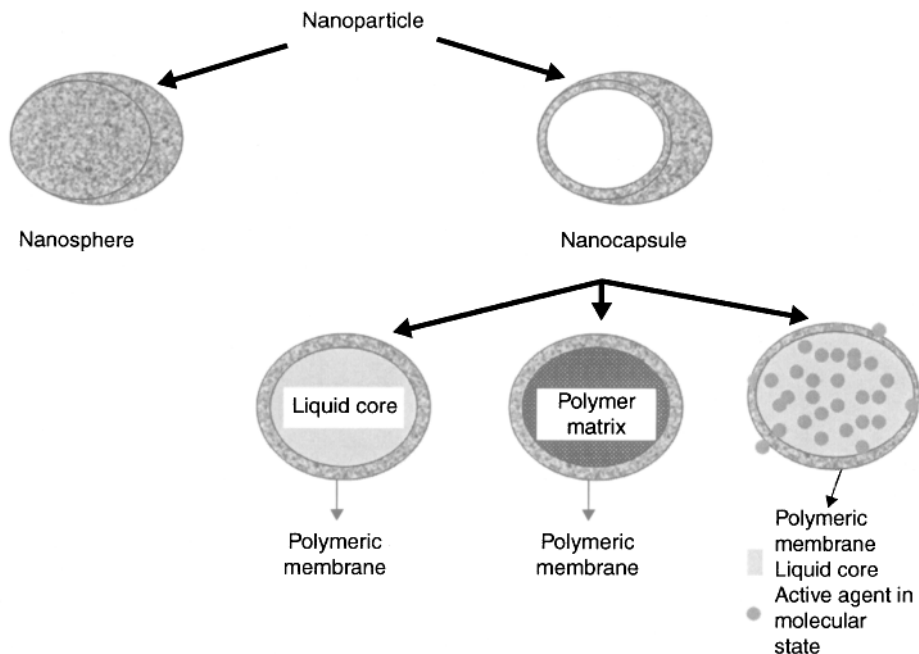 Nanoparticle
Nanosphere
Nanocapsule
Liquid core
Polymer
matrix
Polymeric
membrane
Polymeric
membrane
Polymeric
membrane
Liquid core
Active agent in
molecular
state